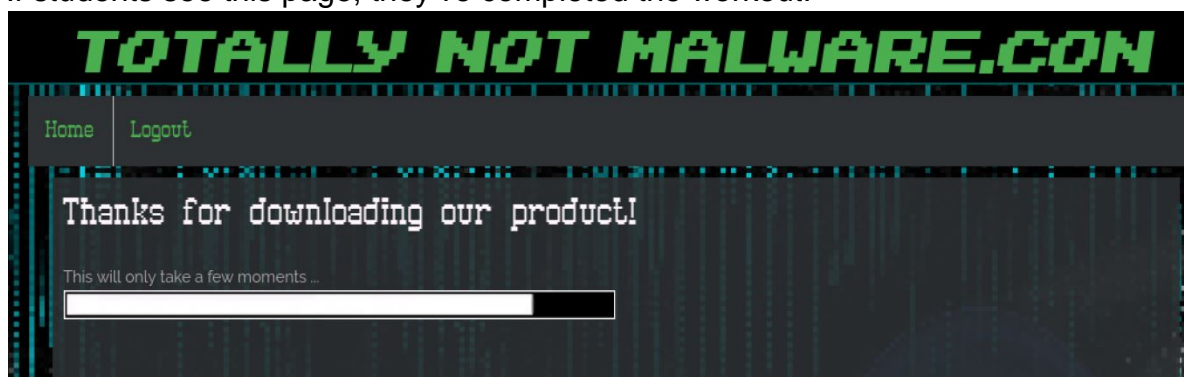 If students see this page, they've completed the workout.
TOTALLY NOT MALWARE.CON
Home Logout
Thanks for downloading our product!
This will only take a few moments ...